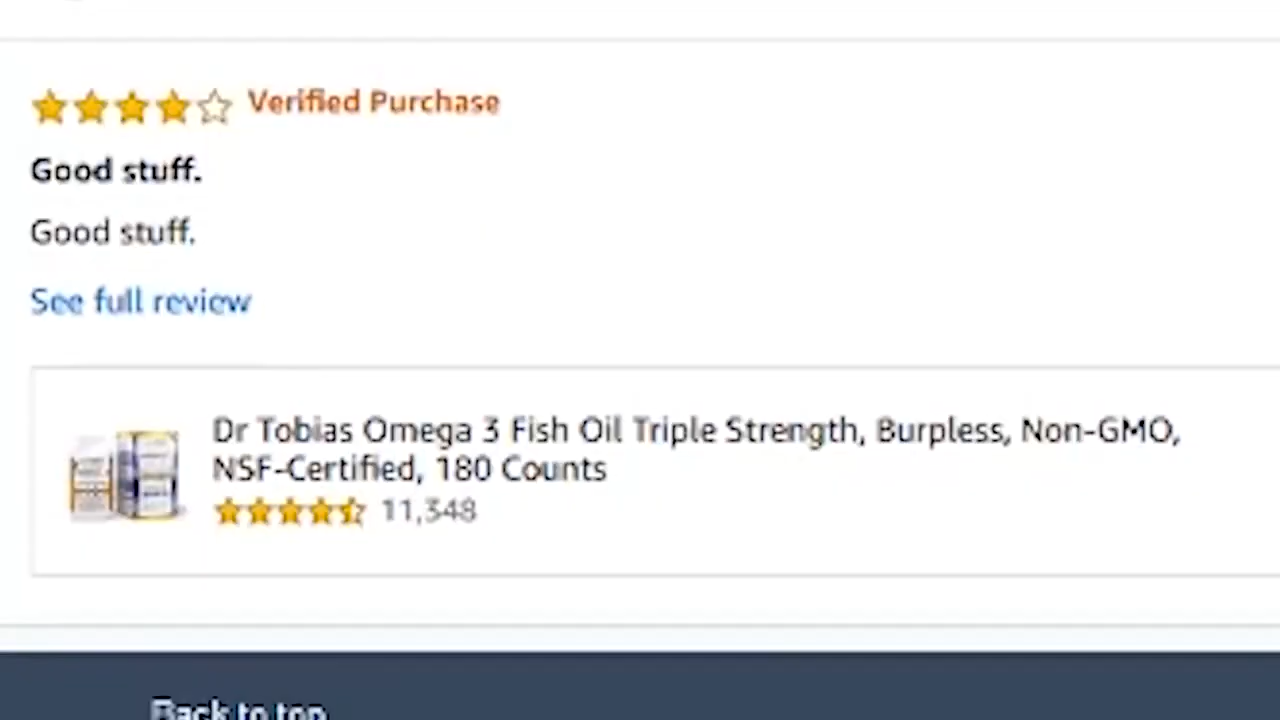 Verified Purchase
Good stuff.
Good stuff.
See full review
Dr Tobias Omega 3 Fish Oil Triple Strength, Burpless, Non-GMO,
NSF-Certified, 180 Counts
11,348
Back to top